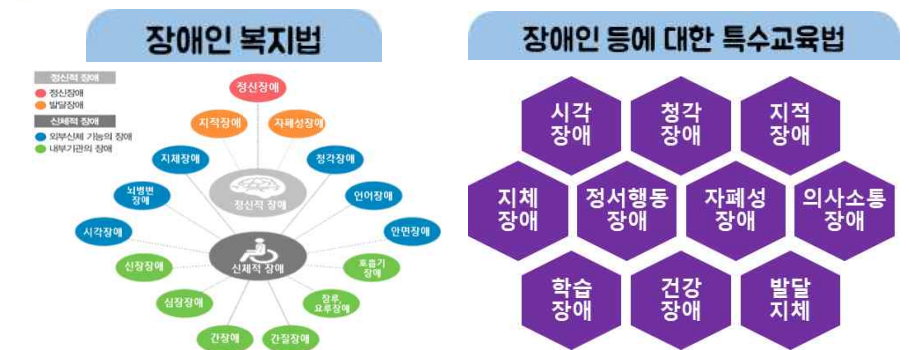 장애인 복지법
정신적 장애
정신장애
발달장애
신체적 장애
외부신체 기능의 장애
내부기관의 장애
정신장애
지적장애
자폐성장애
지체장애
청각장애
뇌병변
장애
정신적 장애
언어장애
시각장애
안면장애
신체적 장애
신장장애
호흡기
장애
심장장애
장루,
요루장애
간장애
간질장애
장애인 등에 대한 특수교육법
시각
장애
청각
장애
지적
장애
지체
장애
정서행동
장애
자폐성
장애
의사소통
장애
학습
장애
건강
장애
발달
지체